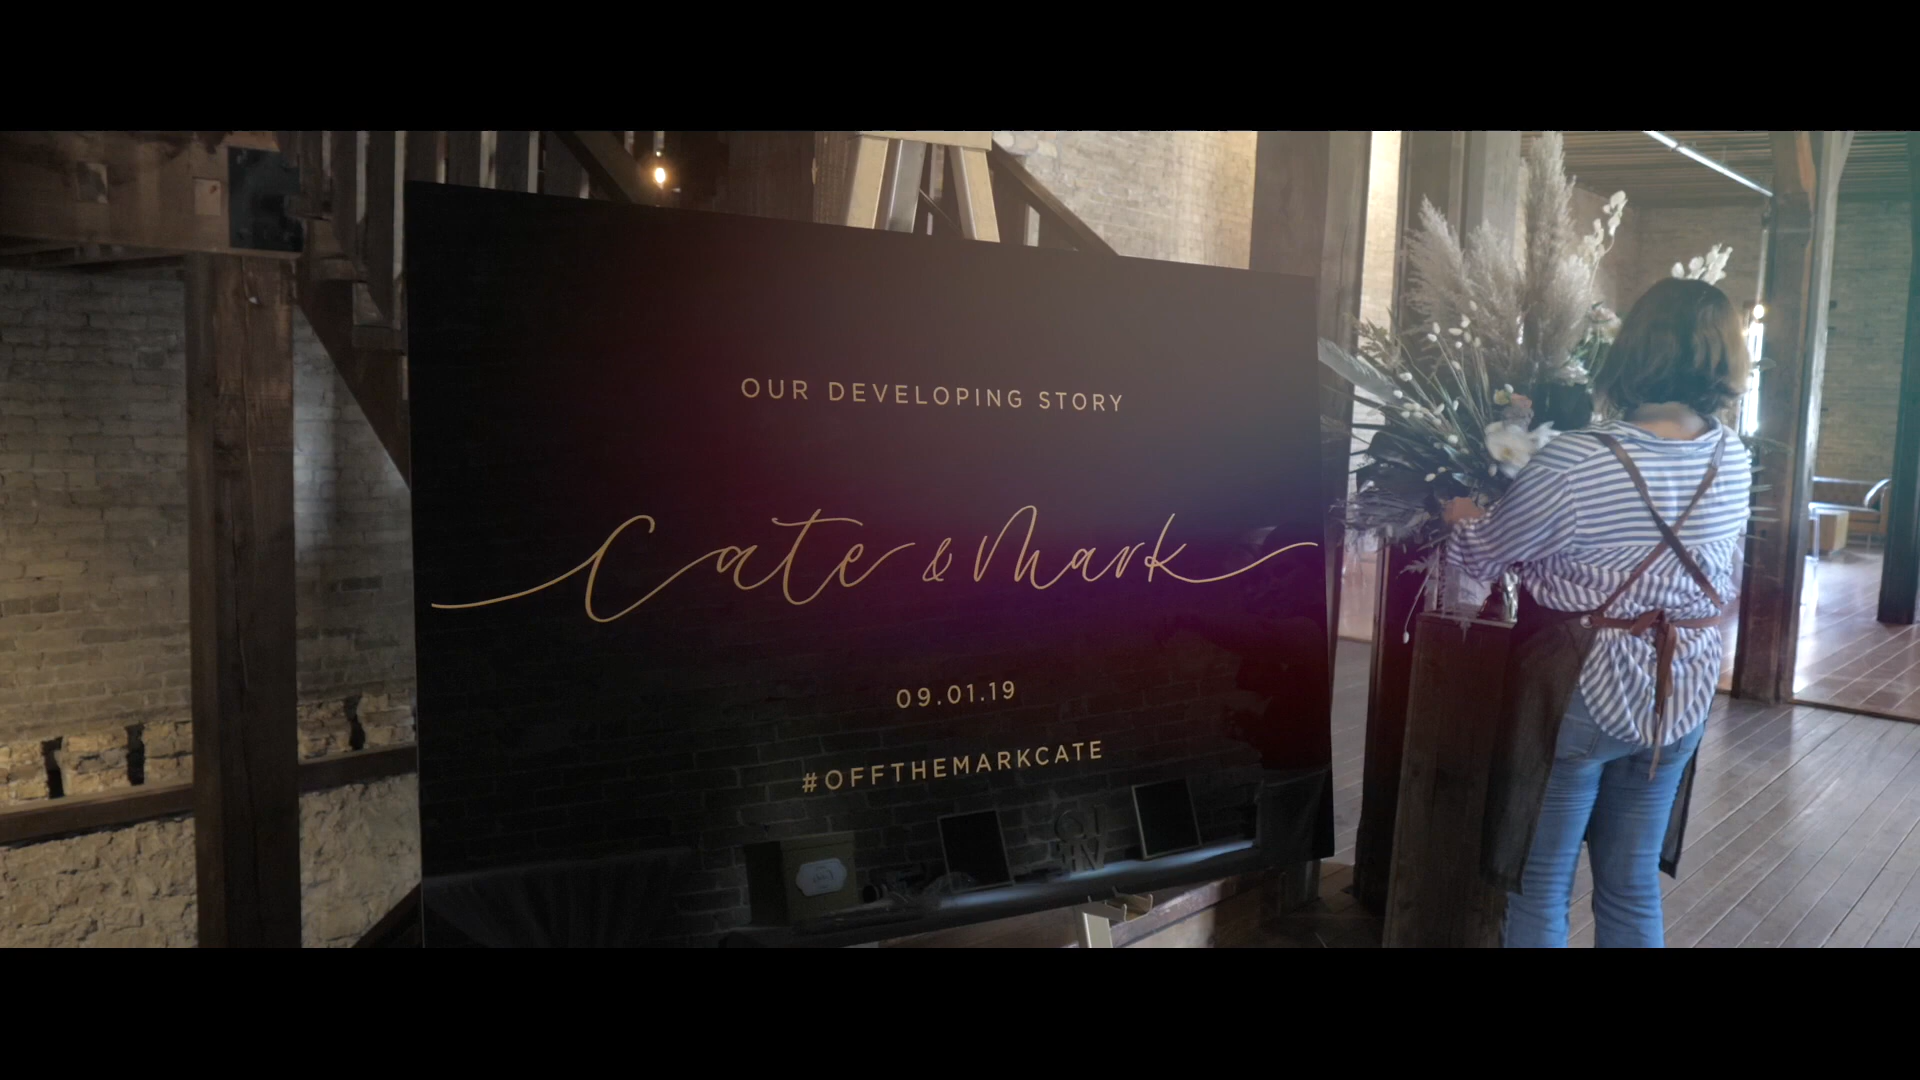 OUR DEVELOPING STORY
Cate & Mark
09.01.19
#OFFTHEMARKCATE